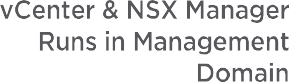 vCenter & NSX Manager
Runs in Management
Domain